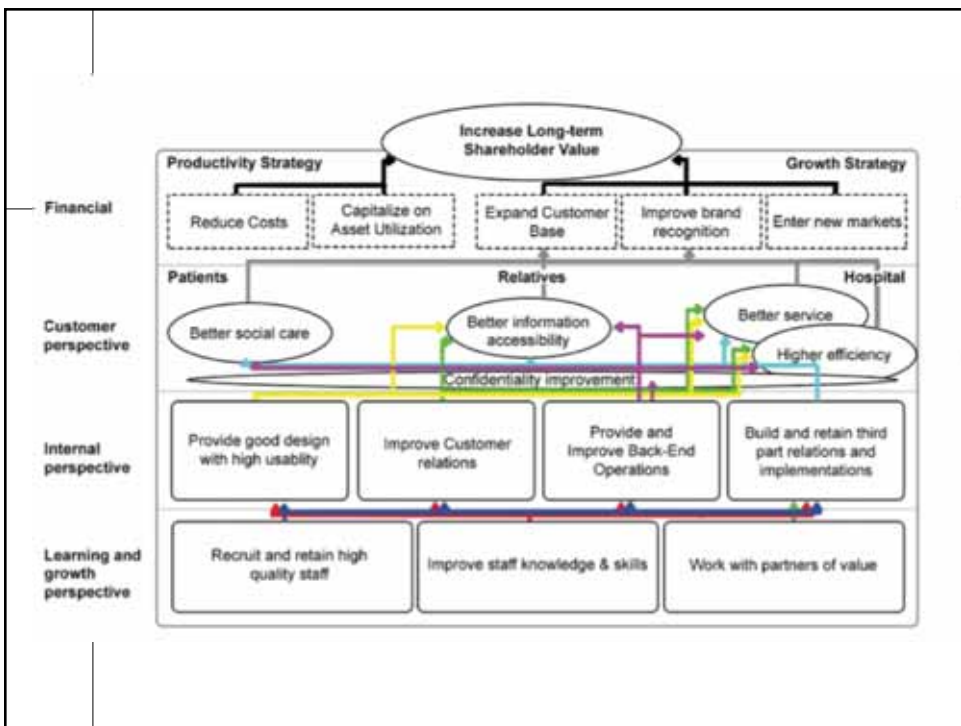 Increase Long-term
Shareholder Value
Productivity Strategy
Growth Strategy
Financial
Reduce Costs
Capitalize on
Asset Utilization
Expand Customer
Base
Improve brand
recognition
Enter new markets
Patients
Relatives
Hospital
Customer
perspective
Better social care
Better information
accessibility
Better service
Higher efficiency
Confidentiality improvement
Internal
perspective
Provide good design
with high usablity
Improve Customer
relations
Provide and
Improve Back-End
Operations
Build and retain third
part relations and
implementations
Learning and
growth
perspective
Recruit and retain high
quality staff
Improve staff knowledge & skills
Work with partners of value